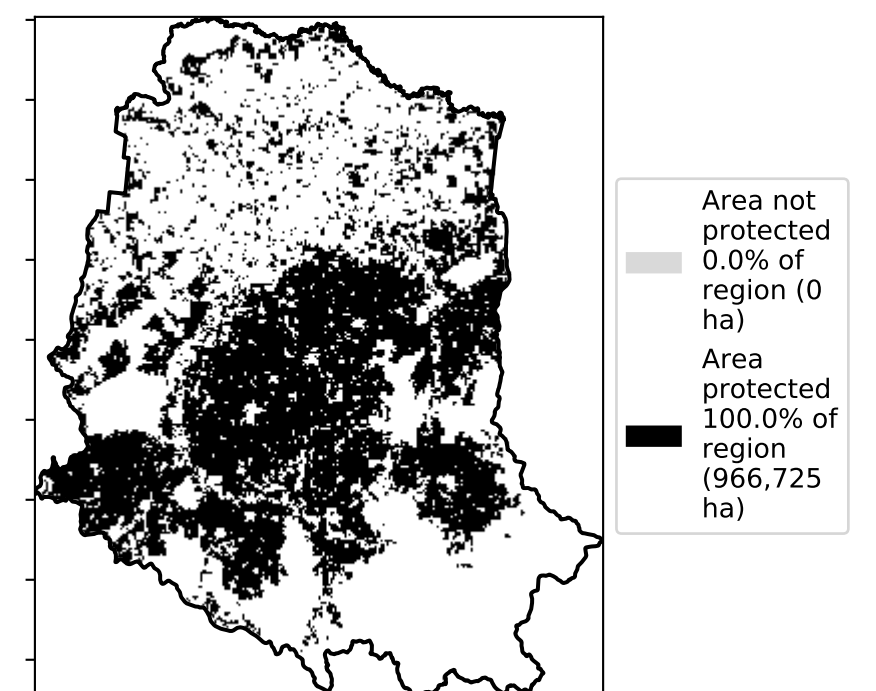 Area not
protected
0.0% of
region (0
ha)
Area
protected
100.0% of
region
(966,725
ha)